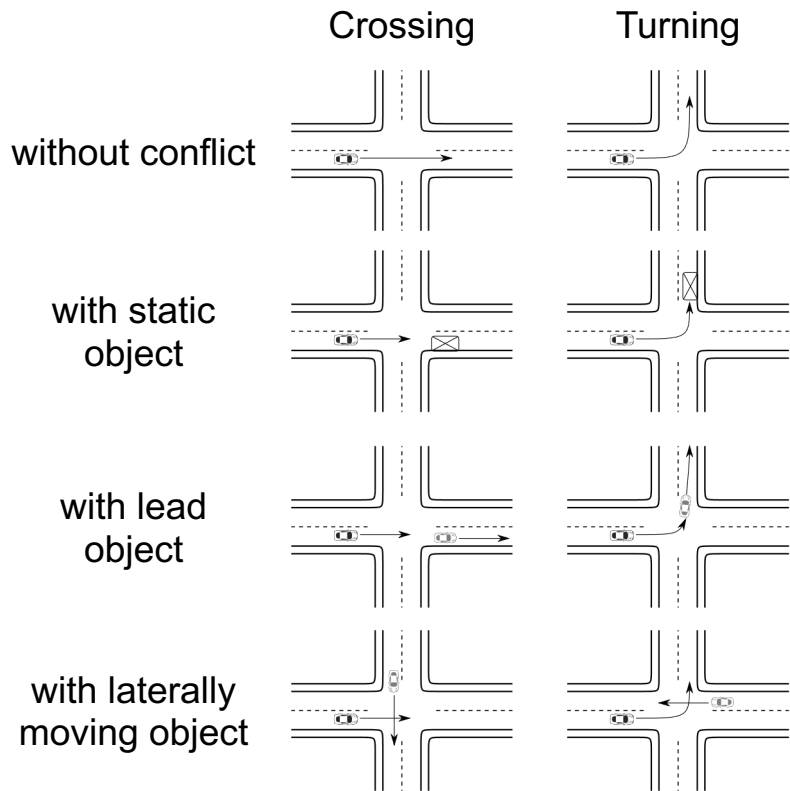 Crossing
Turning
without conflict
with static
object
with lead
object
with laterally
moving object